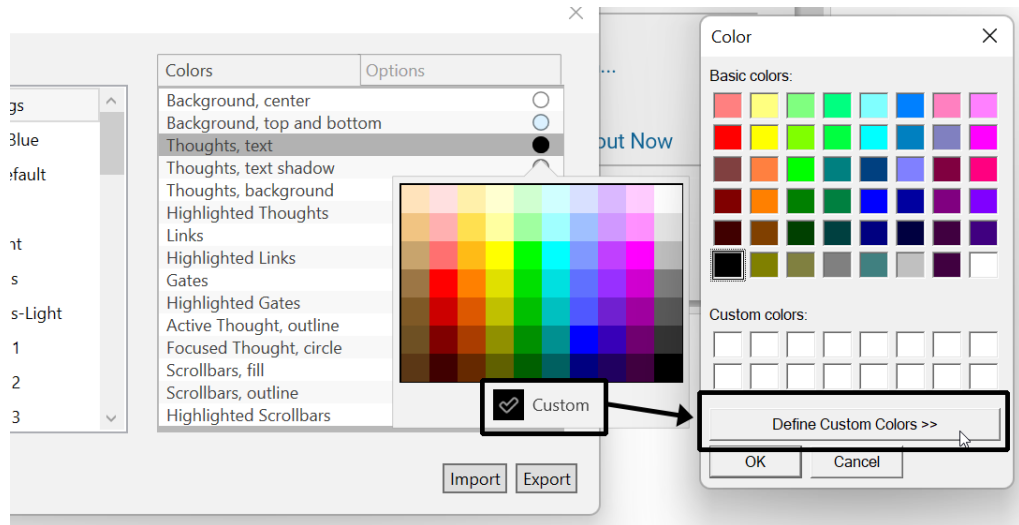 Colors
Options
gs
Blue
efault
nt
s
s-Light
1
2
3
Background, center
Background, top and bottom
Thoughts, text
Thoughts, text shadow
Thoughts, background
Highlighted Thoughts
Links
Highlighted Links
Gates
Highlighted Gates
Active Thought, outline
Focused Thought, circle
Scrollbars, fill
Scrollbars, outline
Highlighted Scrollbars
Custom
Import
Export
...
out Now
Color
Basic colors:
Custom colors:
Define Custom Colors >>
OK
Cancel